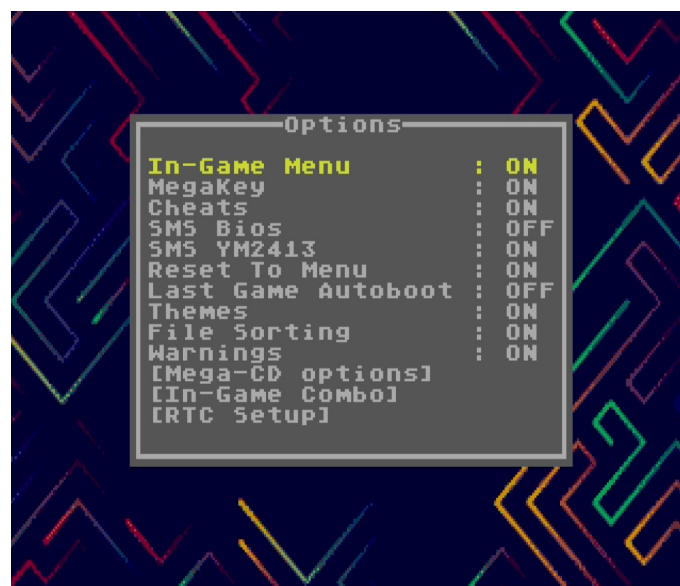 Options
In-Game Menu : ON
MegaKey : ON
Cheats : ON
SMS Bios : OFF
SMS YM2413 : ON
Reset To Menu : ON
Last Game Autoboot : OFF
Themes : ON
File Sorting : ON
Warnings : ON
[Mega-CD options]
[In-Game Combo]
[RTC Setup]